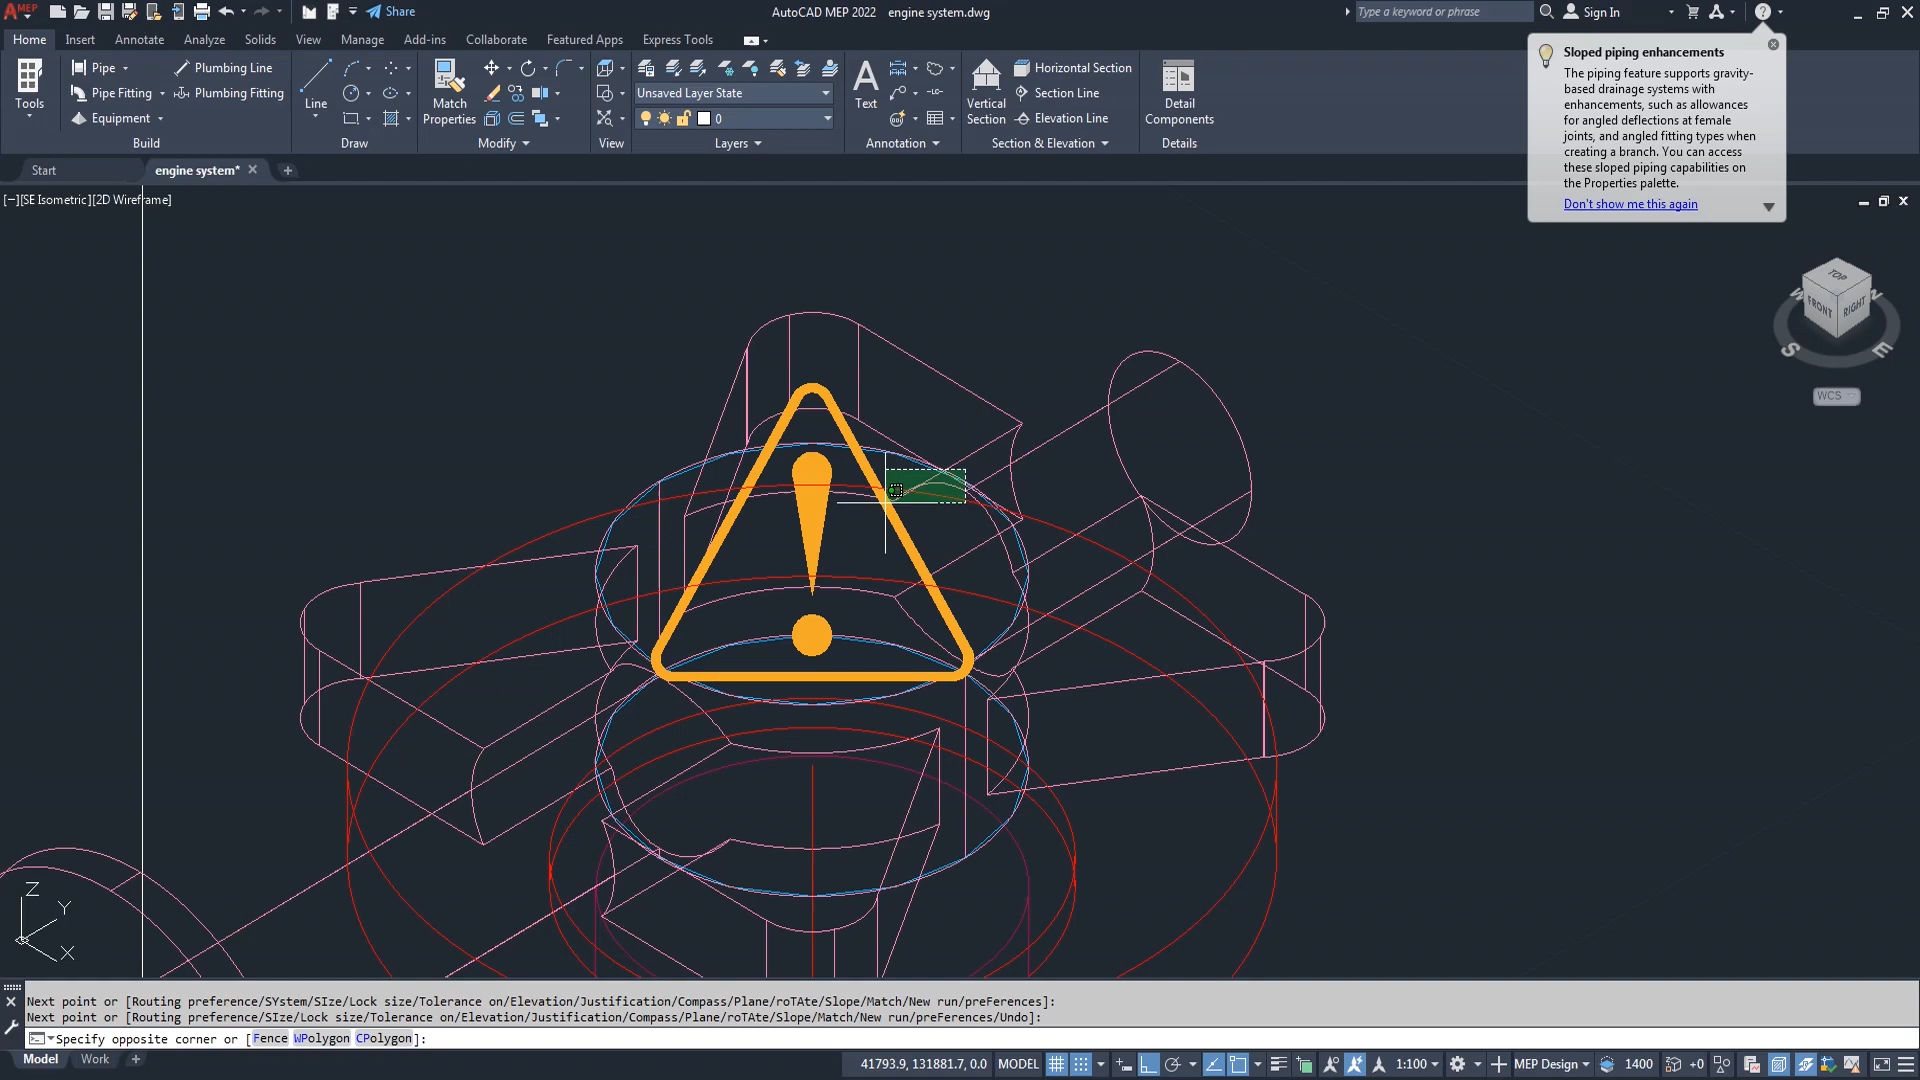 MEP
Share
AutoCAD MEP 2022 engine system.dwg
Type a keyword or phrase
Sign In
Home Insert Annotate Analyze Solids View Manage Add-ins Collaborate Featured Apps Express Tools
Tools
Pipe
Pipe Fitting
Equipment
Plumbing Line
Plumbing Fitting
Build
Line
Draw
Match
Properties
Modify
View
Unsaved Layer State
0
Layers
Text
Annotation
Vertical
Section
Horizontal Section
Section Line
Elevation Line
Section & Elevation
Detail
Components
Details
Sloped piping enhancements
The piping feature supports gravity-
based drainage systems with
enhancements, such as allowances
for angled deflections at female
joints, and angled fitting types when
creating a branch. You can access
these sloped piping capabilities on
the Properties palette.
Don't show me this again
Start engine system*
[−][SE Isometric][2D Wireframe]
TOP
FRONT RIGHT
W N
S E
WCS
Z
Y
X
Next point or [Routing preference/SYstem/SIze/Lock size/Tolerance on/Elevation/Justification/Compass/Plane/roTAte/Slope/Match/New run/preFerences]:
Next point or [Routing preference/SIze/Lock size/Tolerance on/Elevation/Justification/Compass/Plane/roTAte/Slope/Match/New run/preFerences/Undo]:
Specify opposite corner or [Fence WPolygon CPolygon]:
Model Work
41793.9, 131881.7, 0.0 MODEL 1:100 MEP Design 1400 +0